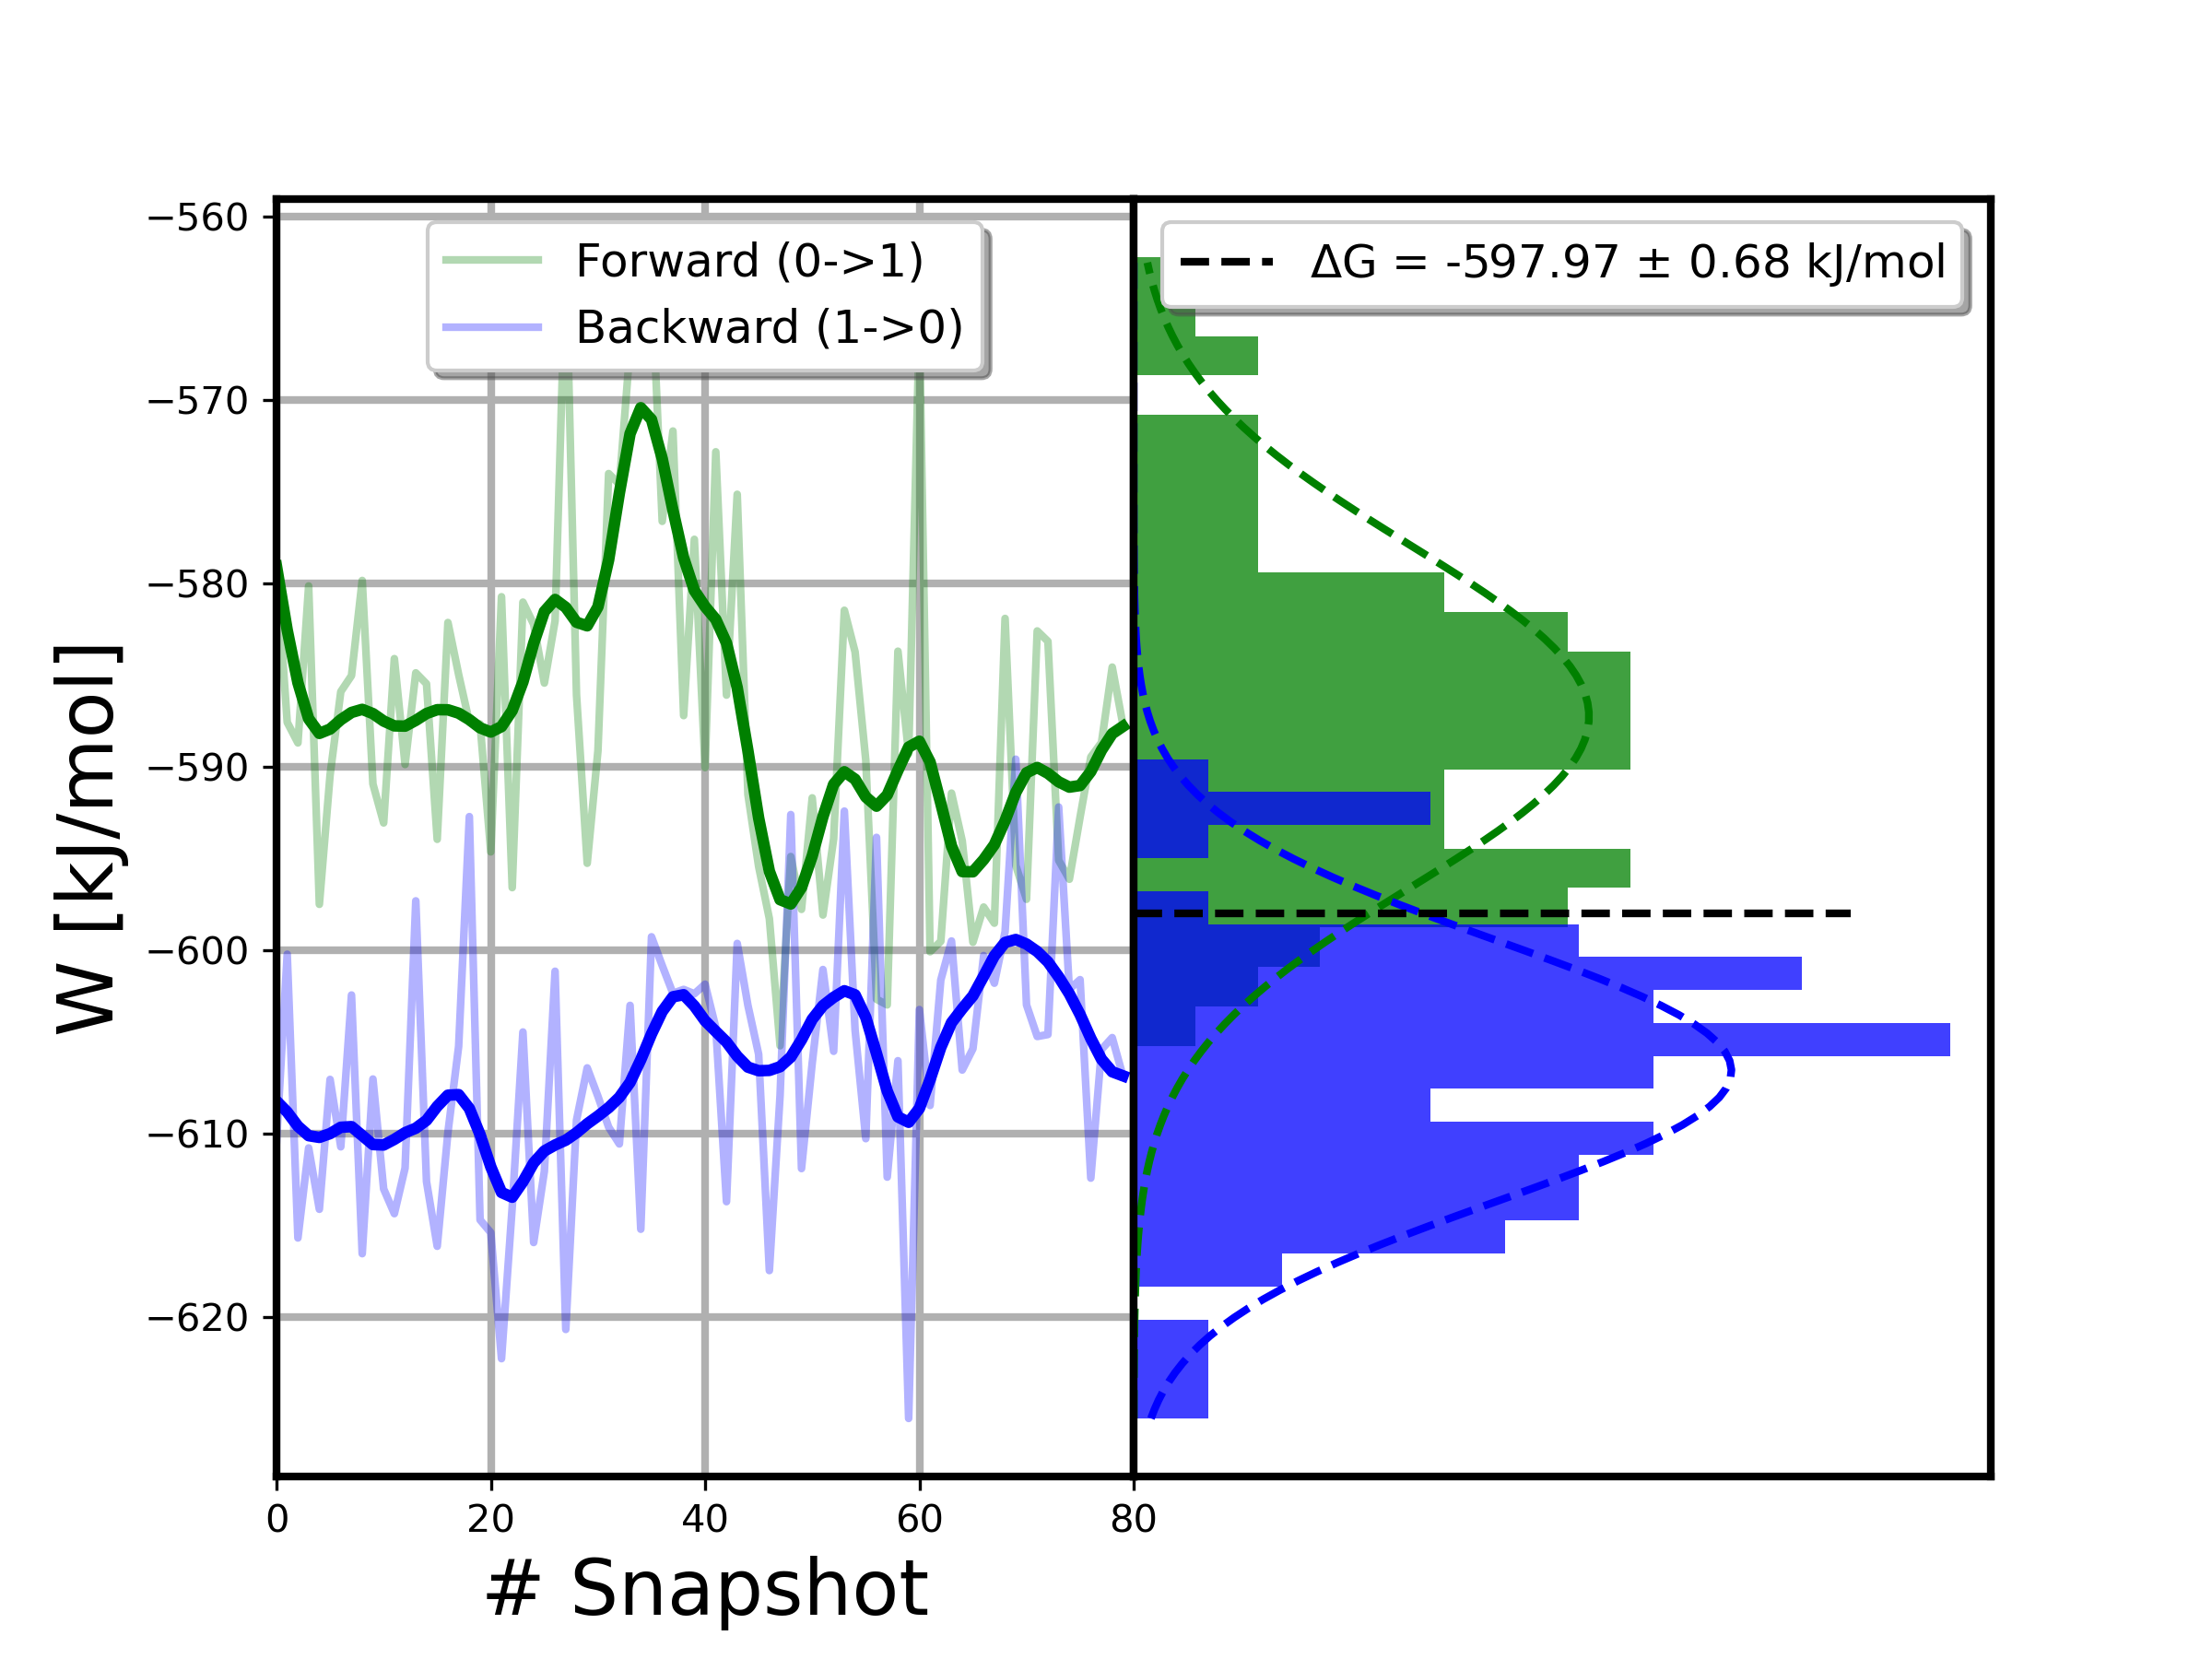 Forward (0->1)
Backward (1->0)
ΔG = -597.97 ± 0.68 kJ/mol
W [kJ/mol]
−560
−570
−580
−590
−600
−610
−620
0 20 40 60 80
# Snapshot